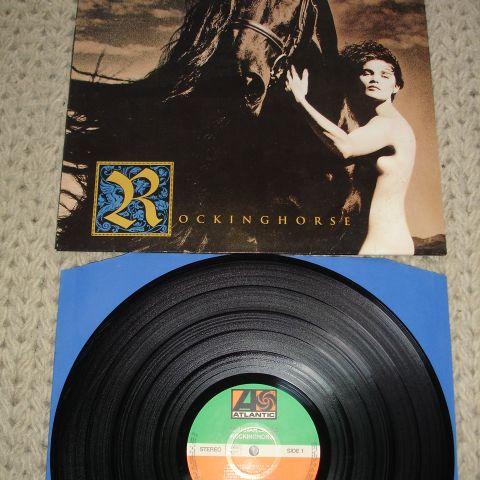 ROCKINGHORSE
ATLANTIC
ROCKINGHORSE
STEREO
SIDE 1